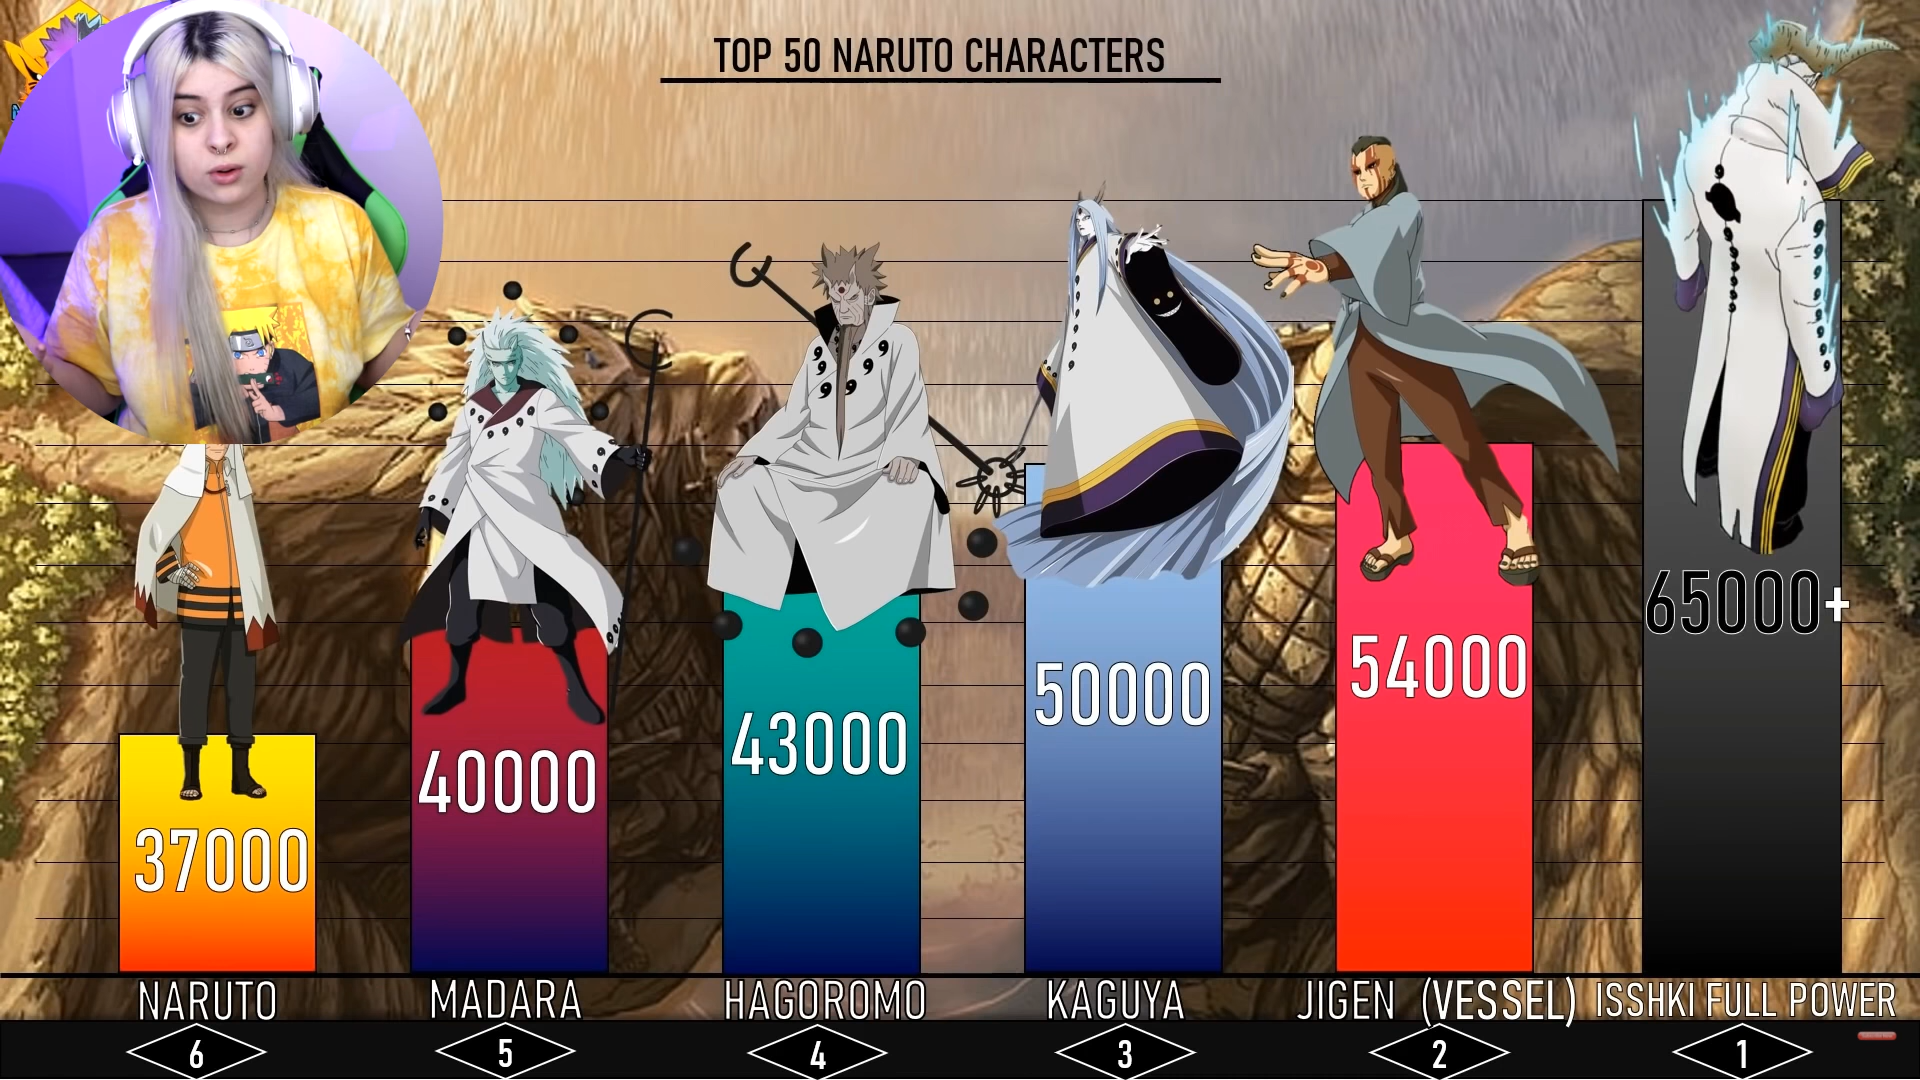 TOP 50 NARUTO CHARACTERS
37000
40000
43000
50000
54000
65000+
NARUTO
MADARA
HAGOROMO
KAGUYA
JIGEN (VESSEL)
ISSHKI FULL POWER
6
5
4
3
2
1